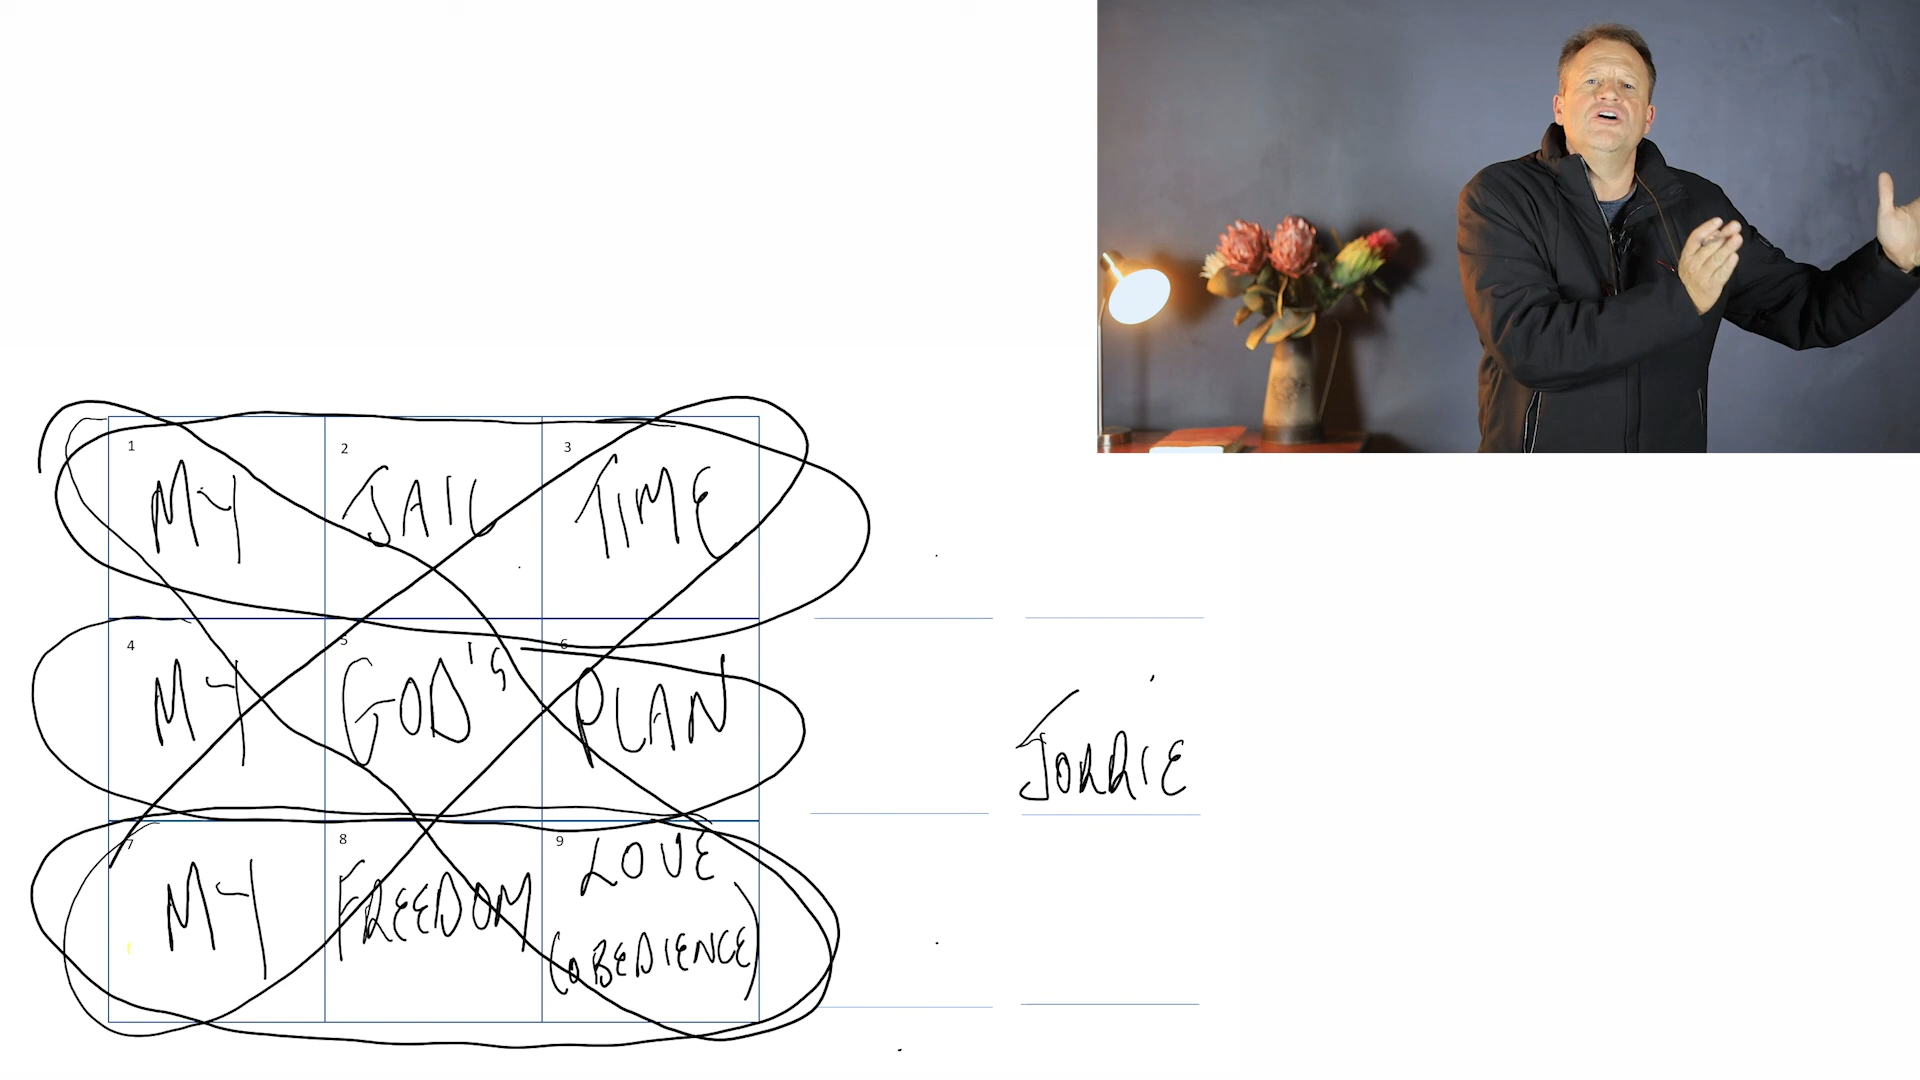 1 2 3
MY JAIL TIME
4 5 6
MY GOD'S PLAN
JORRIE
7 8 9
MY FREEDOM LOVE
(OBEDIENCE)